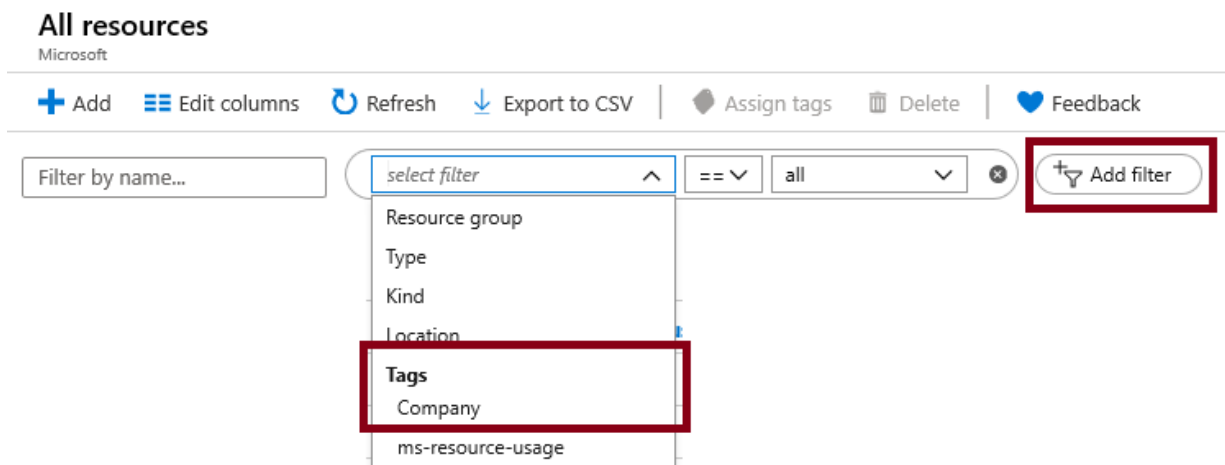 All resources
Microsoft
Add Edit columns Refresh Export to CSV Assign tags Delete Feedback
Filter by name... select filter == all Add filter
Resource group
Type
Kind
Location
Tags
Company
ms-resource-usage